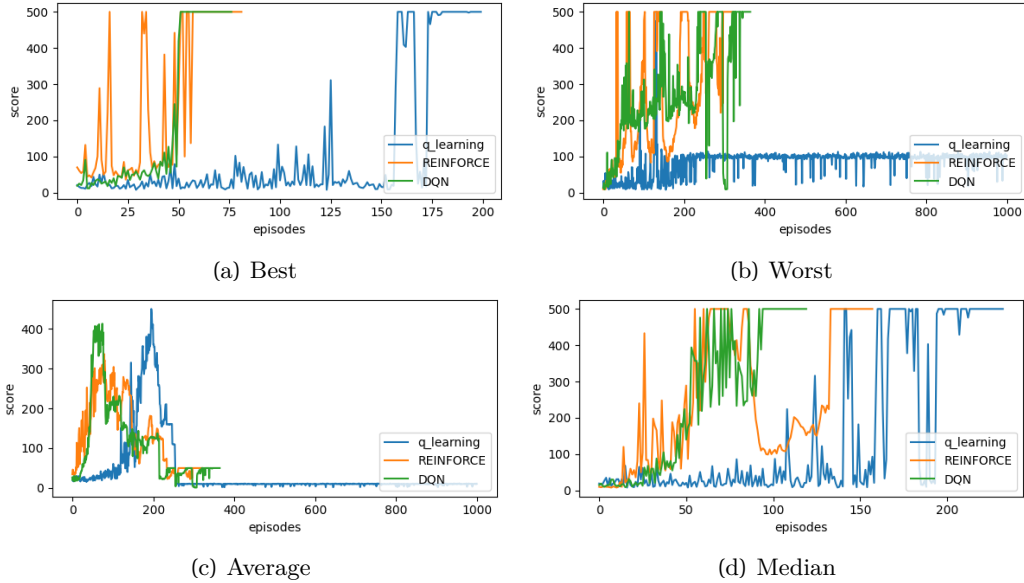 500
400
300
200
100
0
score
0
25
50
75
100
125
150
175
200
episodes
q_learning
REINFORCE
DQN
(a) Best
500
400
300
200
100
0
score
0
200
400
600
800
1000
episodes
q_learning
REINFORCE
DQN
(b) Worst
400
300
200
100
0
score
0
200
400
600
800
1000
episodes
q_learning
REINFORCE
DQN
(c) Average
500
400
300
200
100
0
score
0
50
100
150
200
episodes
q_learning
REINFORCE
DQN
(d) Median